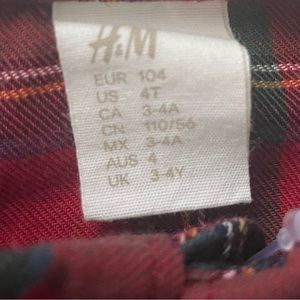 H&M
EUR 104
US 4T
CA 3-4A
CN 110/56
MX 3-4A
AUS 4
UK 3-4Y